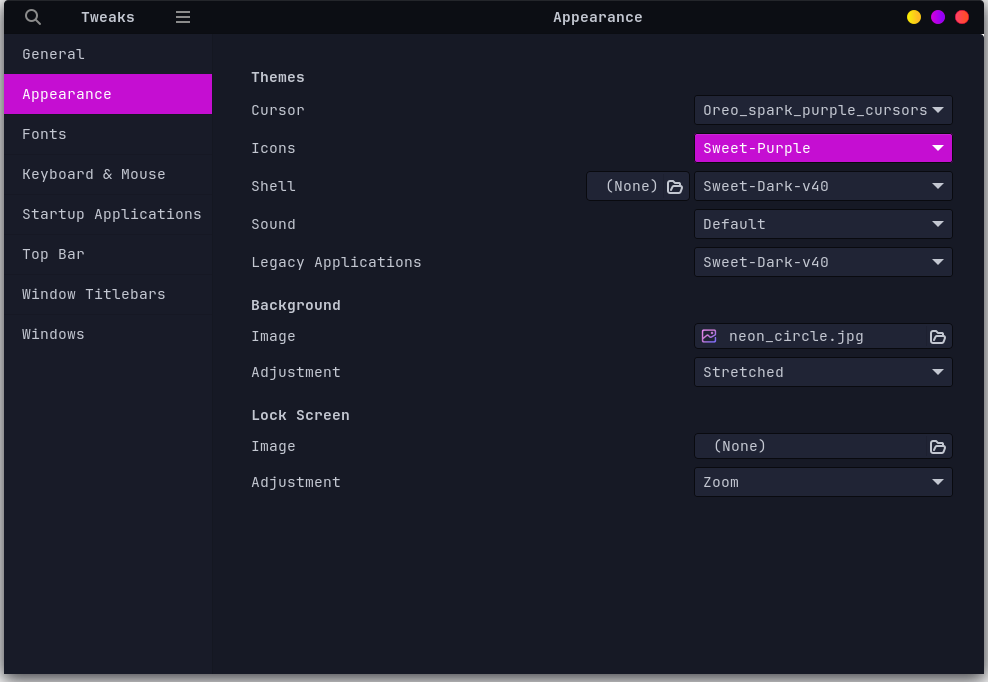 Tweaks
Appearance
General
Appearance
Fonts
Keyboard & Mouse
Startup Applications
Top Bar
Window Titlebars
Windows
Themes
Cursor Oreo_spark_purple_cursors
Icons Sweet-Purple
Shell (None) Sweet-Dark-v40
Sound Default
Legacy Applications Sweet-Dark-v40
Background
Image neon_circle.jpg
Adjustment Stretched
Lock Screen
Image (None)
Adjustment Zoom